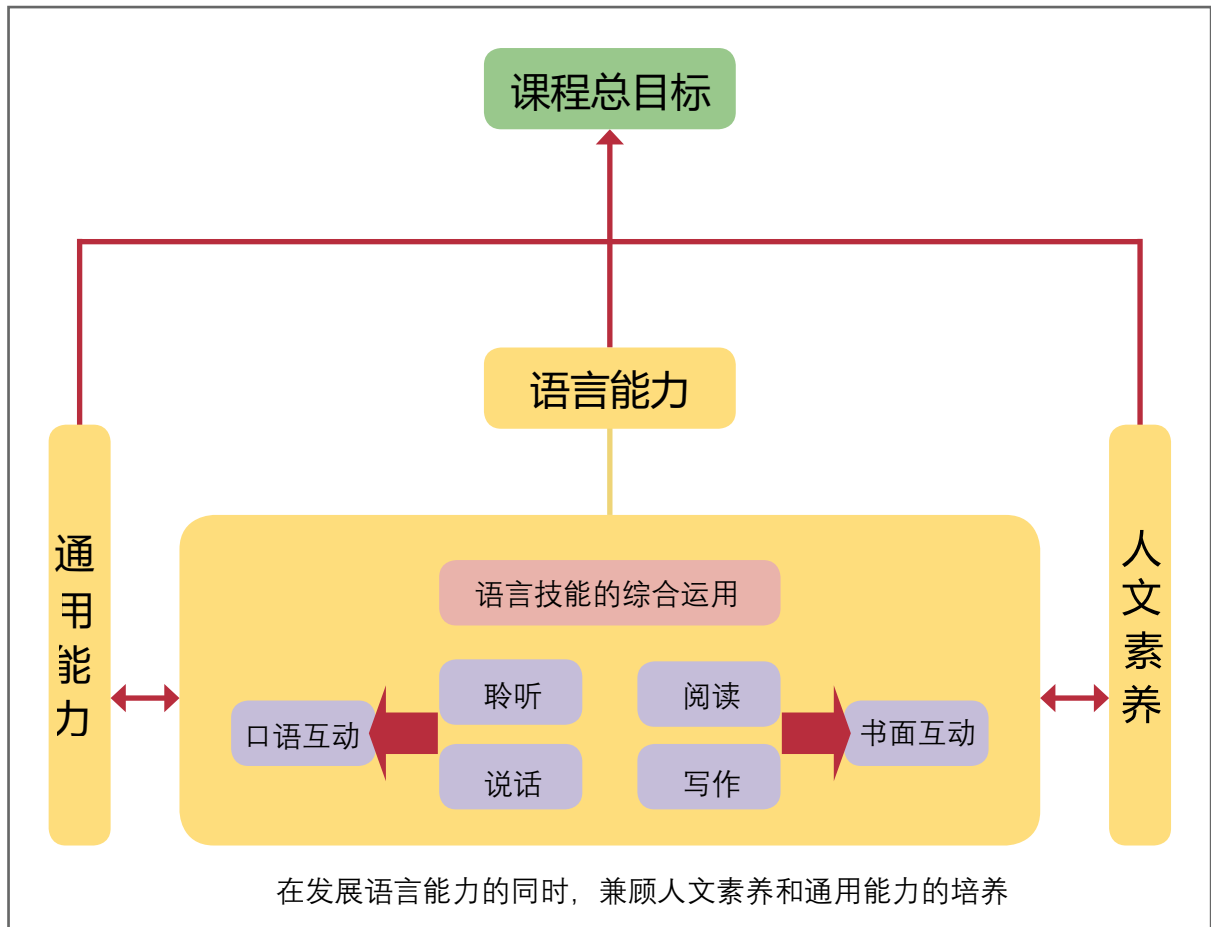 课程总目标
语言能力
通用能力
人文素养
语言技能的综合运用
聆听
阅读
口语互动
书面互动
说话
写作
在发展语言能力的同时，兼顾人文素养和通用能力的培养